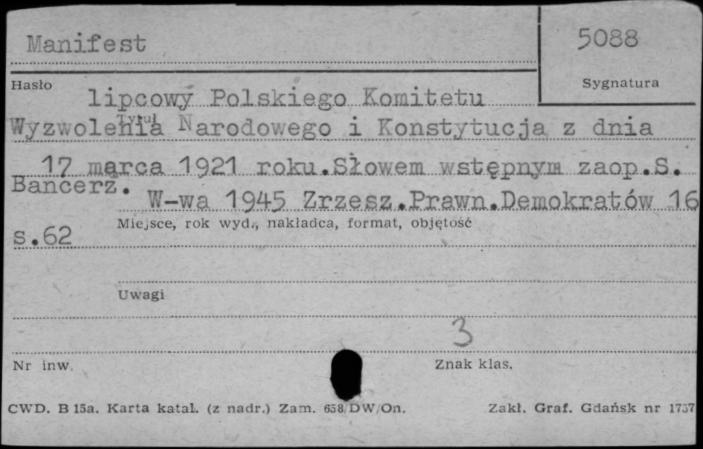 Manifest
5088
Hasło
Sygnatura
lipcowy Polskiego Komitetu
Tytuł
Wyzwolenia Narodowego i Konstytucja z dnia
17 marca 1921 roku.Słowem wstępnym zaop.S.
Bancerz.
W-wa 1945 Zrzesz.Prawn.Demokratów 16
Miejsce, rok wyd., nakładca, format, objętość
s.62
Uwagi
3
Nr inw.
Znak klas.
CWD. B 15a. Karta katal. (z nadr.) Zam. 658/DW/On.
Zakł. Graf. Gdańsk nr 1737